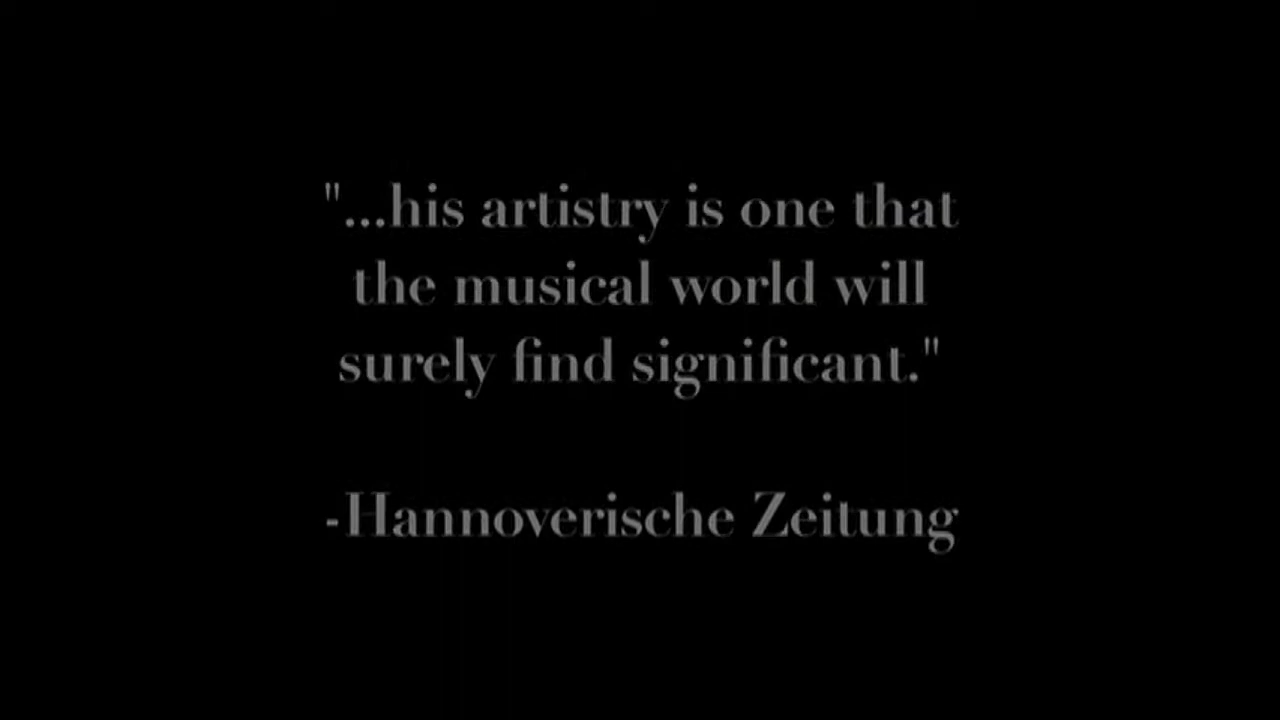 "...his artistry is one that
the musical world will
surely find significant."
-Hannoverische Zeitung